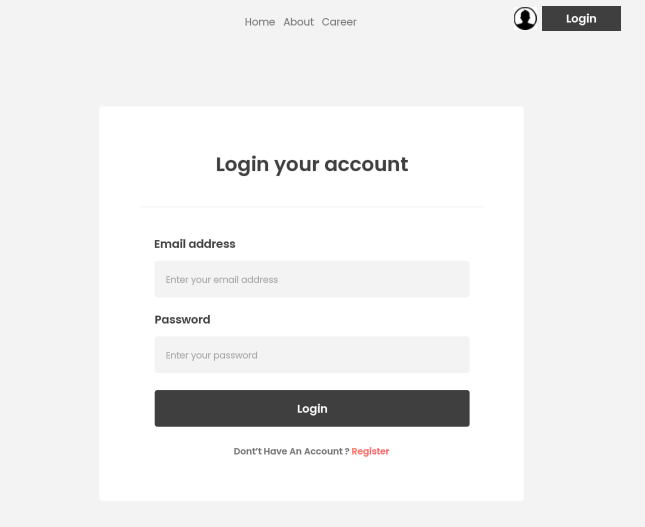 Home About Career
Login
Login your account
Email address
Enter your email address
Password
Enter your password
Login
Dont't Have An Account ? Register